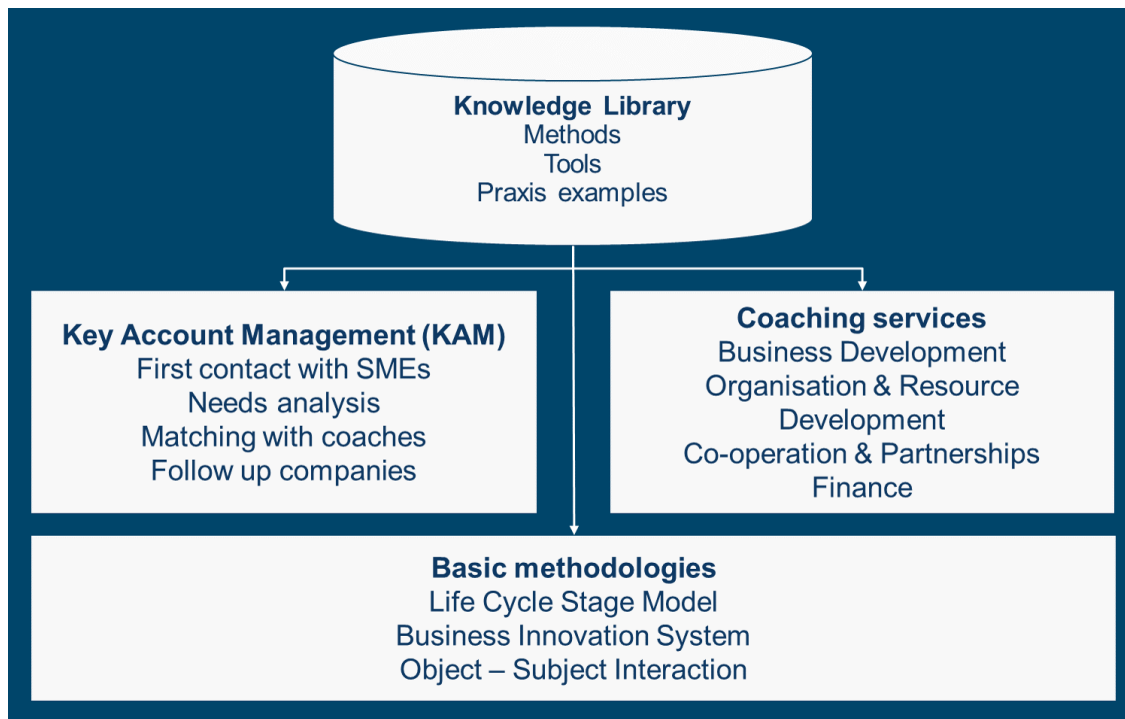 Knowledge Library
Methods
Tools
Praxis examples
Key Account Management (KAM)
First contact with SMEs
Needs analysis
Matching with coaches
Follow up companies
Coaching services
Business Development
Organisation & Resource
Development
Co-operation & Partnerships
Finance
Basic methodologies
Life Cycle Stage Model
Business Innovation System
Object – Subject Interaction